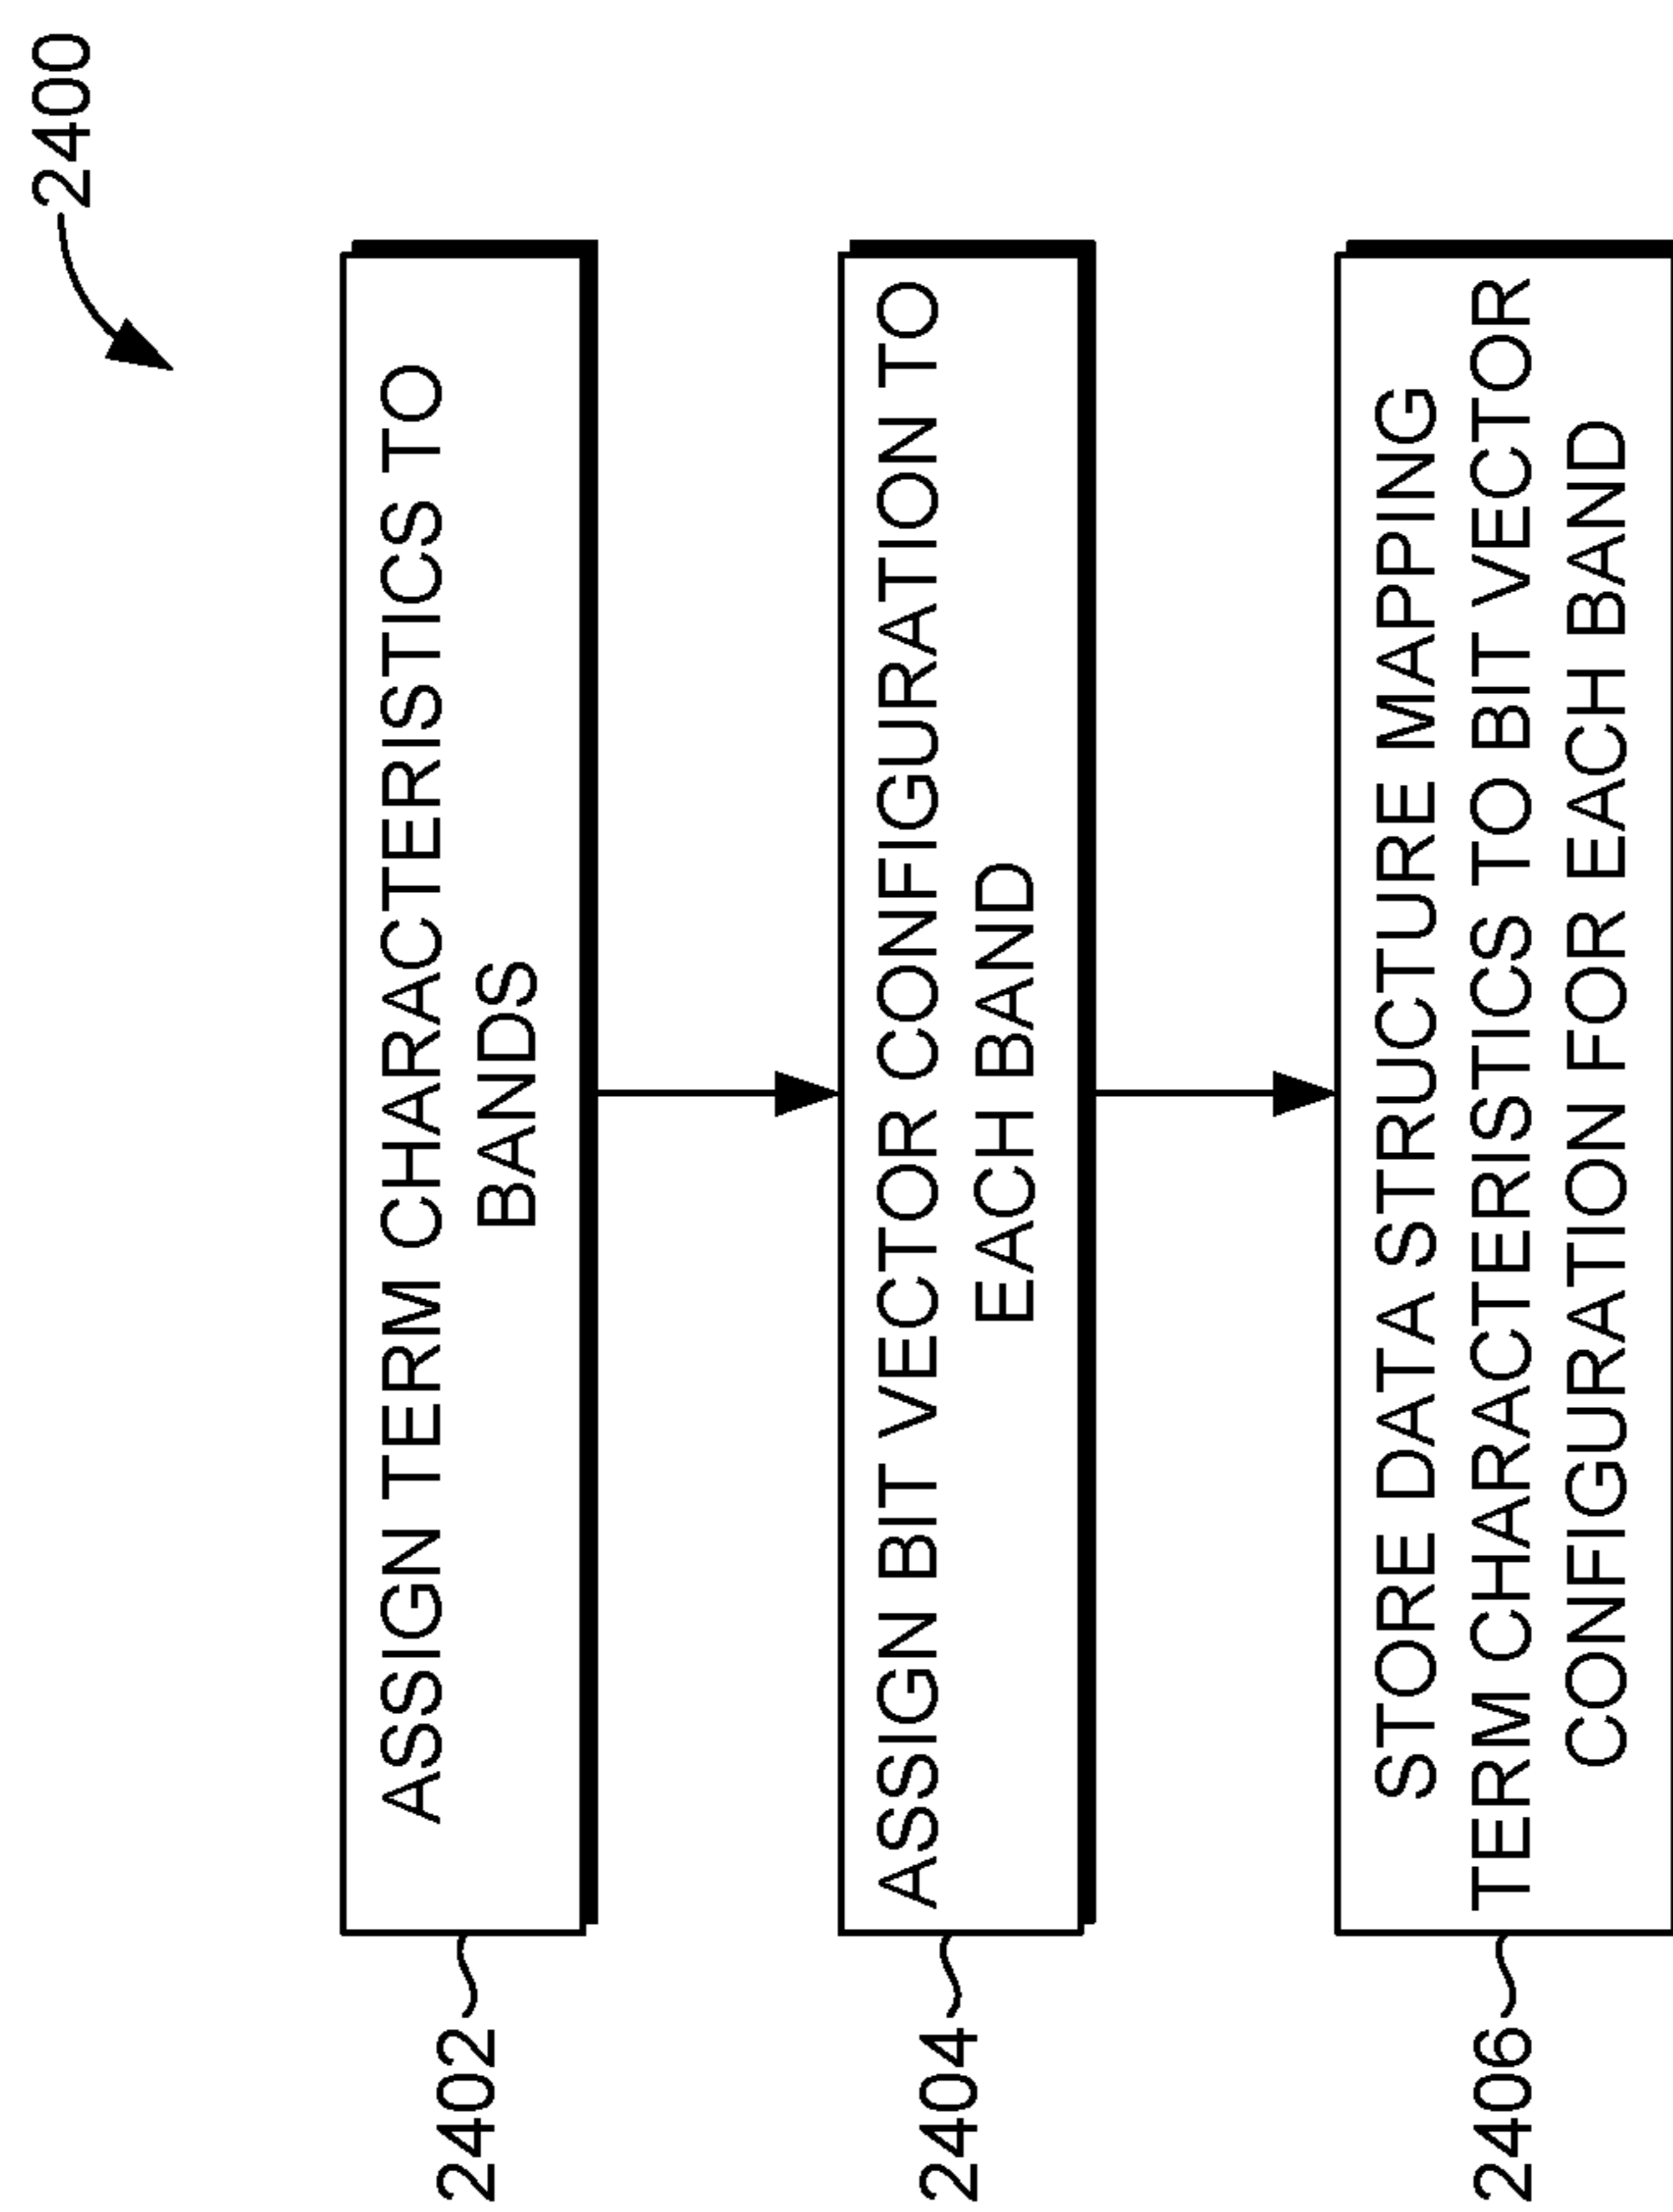 2400
2402
ASSIGN TERM CHARACTERISTICS TO
BANDS
2404
ASSIGN BIT VECTOR CONFIGURATION TO
EACH BAND
2406
STORE DATA STRUCTURE MAPPING
TERM CHARACTERISTICS TO BIT VECTOR
CONFIGURATION FOR EACH BAND